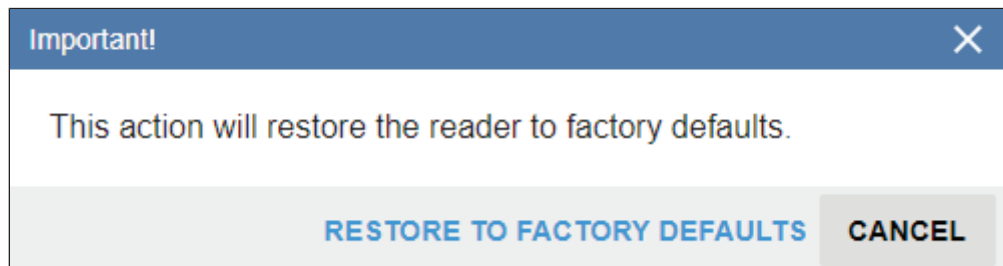 Important!
This action will restore the reader to factory defaults.
RESTORE TO FACTORY DEFAULTS CANCEL